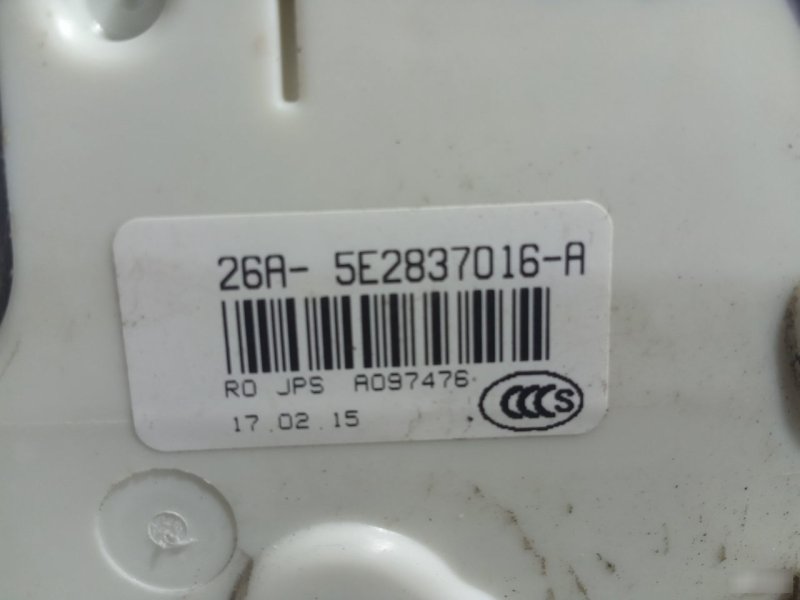 26A- 5E2837016-A
RO JPS A097476
CCCS
17.02.15